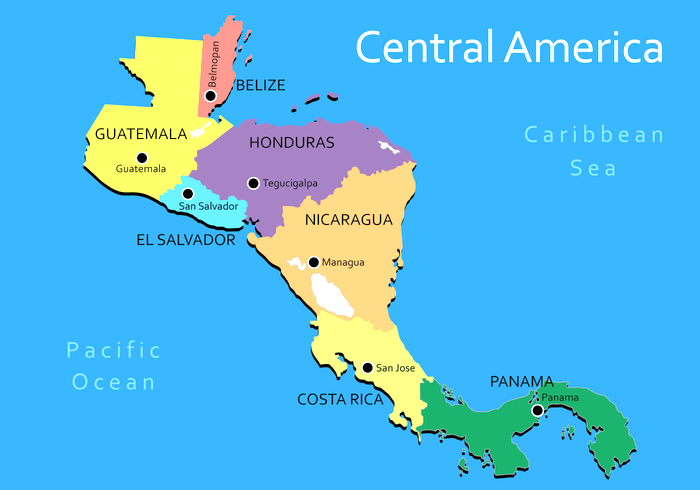 Central America
Belmopan
BELIZE
Caribbean
Sea
GUATEMALA
HONDURAS
Guatemala
Tegucigalpa
San Salvador
NICARAGUA
EL SALVADOR
Managua
Pacific
Ocean
San Jose
PANAMA
COSTA RICA
Panama